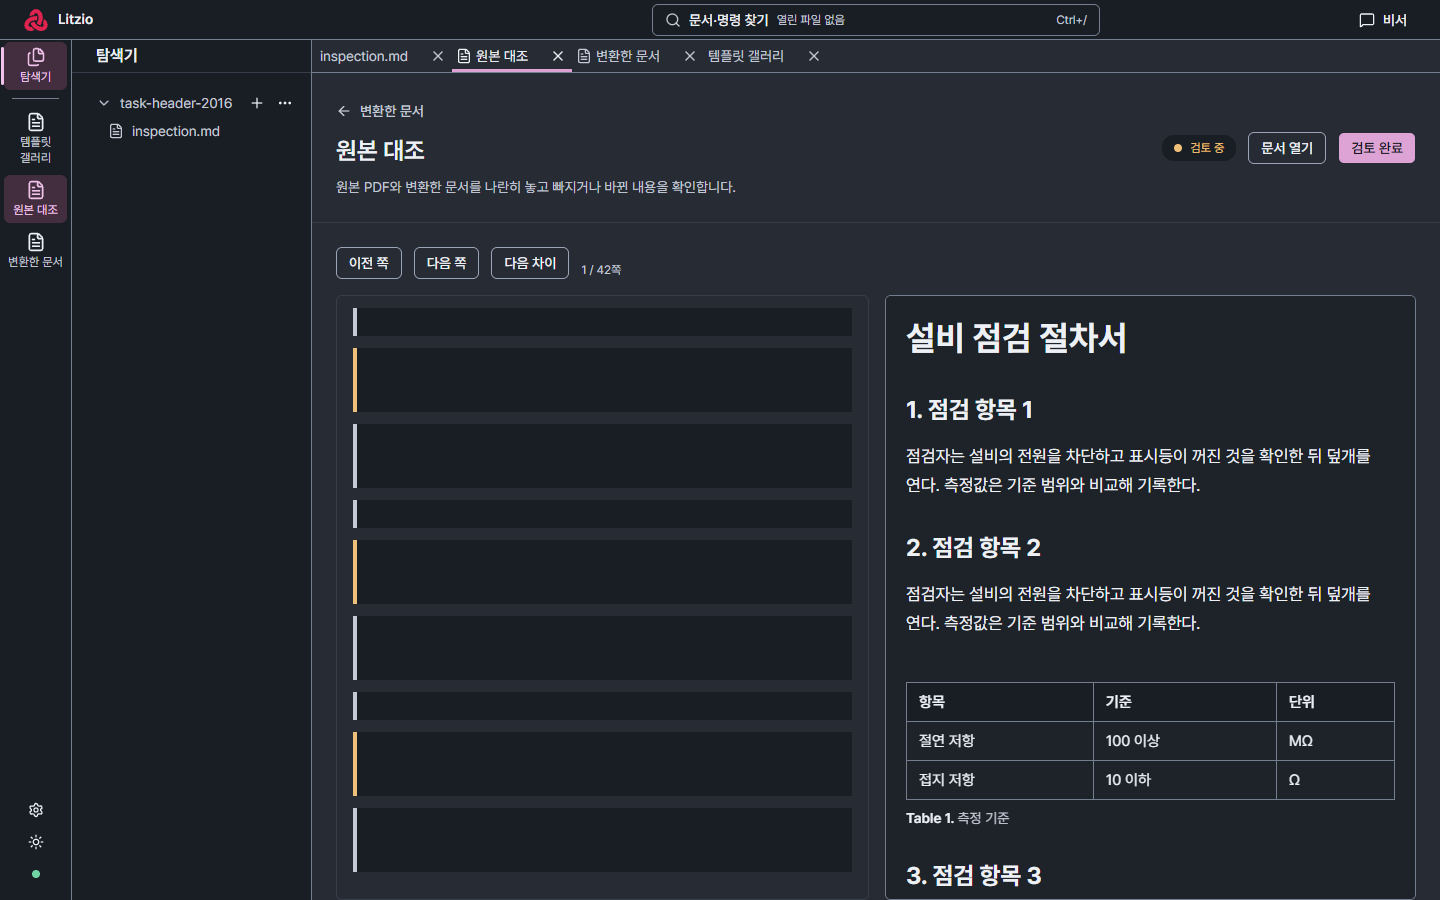 Litzio
문서·명령 찾기 열린 파일 없음 Ctrl+/
비서
탐색기
템플릿
갤러리
원본 대조
변환한 문서
탐색기
task-header-2016
inspection.md
inspection.md
원본 대조
변환한 문서
템플릿 갤러리
변환한 문서
원본 대조
원본 PDF와 변환한 문서를 나란히 놓고 빠지거나 바뀐 내용을 확인합니다.
검토 중
문서 열기
검토 완료
이전 쪽
다음 쪽
다음 차이
1 / 42쪽
설비 점검 절차서
1. 점검 항목 1
점검자는 설비의 전원을 차단하고 표시등이 꺼진 것을 확인한 뒤 덮개를
연다. 측정값은 기준 범위와 비교해 기록한다.
2. 점검 항목 2
점검자는 설비의 전원을 차단하고 표시등이 꺼진 것을 확인한 뒤 덮개를
연다. 측정값은 기준 범위와 비교해 기록한다.
항목 기준 단위
절연 저항 100 이상 MΩ
접지 저항 10 이하 Ω
Table 1. 측정 기준
3. 점검 항목 3